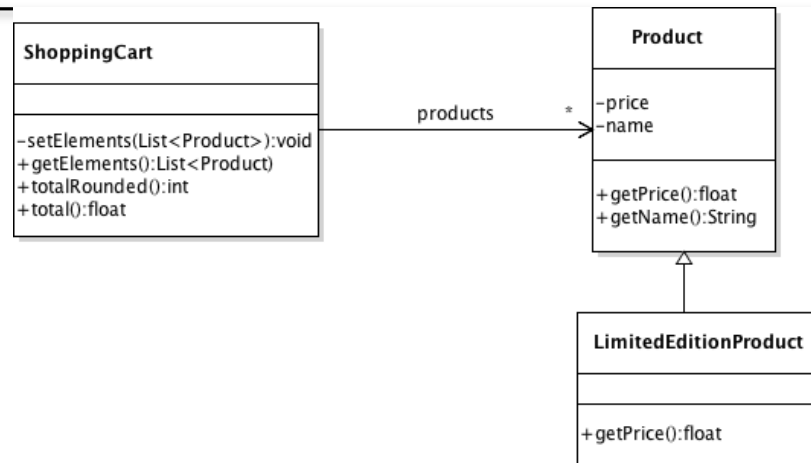 ShoppingCart
-setElements(List<Product>):void
+getElements():List<Product)
+totalRounded():int
+total():float
products
*
Product
-price
-name
+getPrice():float
+getName():String
LimitedEditionProduct
+getPrice():float